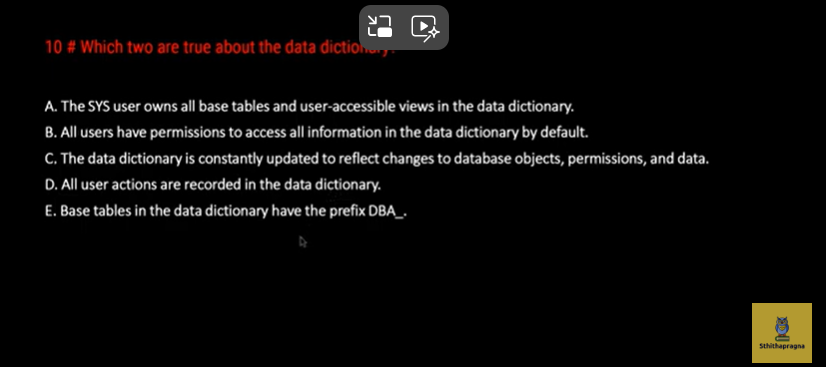 10 # Which two are true about the data
A. The SYS user owns all base tables and user-accessible views in the data dictionary.
B. All users have permissions to access all information in the data dictionary by default.
C. The data dictionary is constantly updated to reflect changes to database objects, permissions, and data.
D. All user actions are recorded in the data dictionary.
E. Base tables in the data dictionary have the prefix DBA_.
Sthithapragna